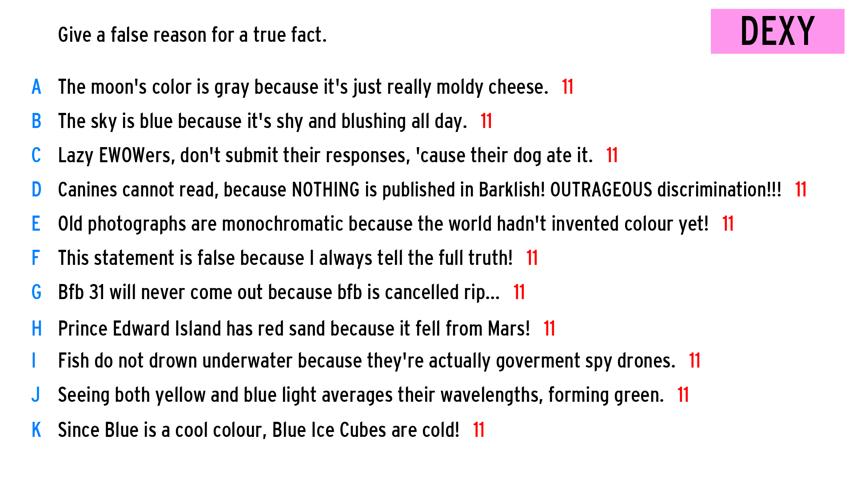 Give a false reason for a true fact.
DEXY
A The moon's color is gray because it's just really moldy cheese. 11
B The sky is blue because it's shy and blushing all day. 11
C Lazy EWOWers, don't submit their responses, 'cause their dog ate it. 11
D Canines cannot read, because NOTHING is published in Barklish! OUTRAGEOUS discrimination!!! 11
E Old photographs are monochromatic because the world hadn't invented colour yet! 11
F This statement is false because I always tell the full truth! 11
G Bfb 31 will never come out because bfb is cancelled rip... 11
H Prince Edward Island has red sand because it fell from Mars! 11
I Fish do not drown underwater because they're actually goverment spy drones. 11
J Seeing both yellow and blue light averages their wavelengths, forming green. 11
K Since Blue is a cool colour, Blue Ice Cubes are cold! 11